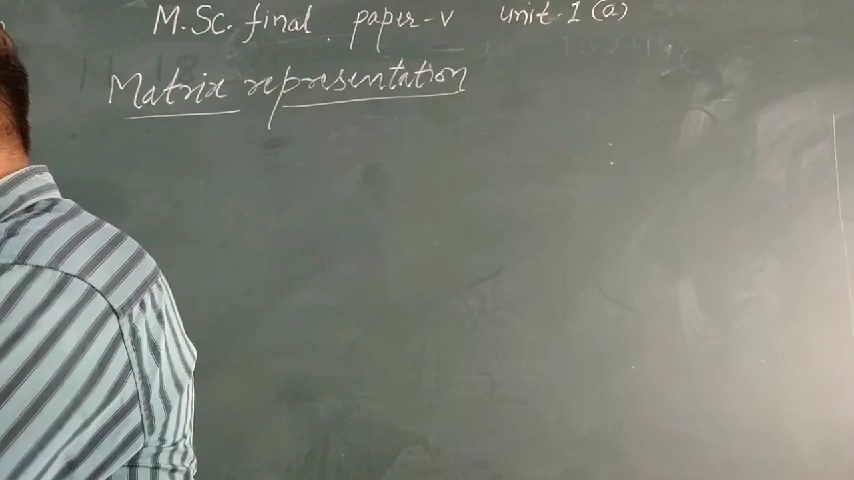 M.Sc. final. paper-V unit-I (a)
Matrix representation